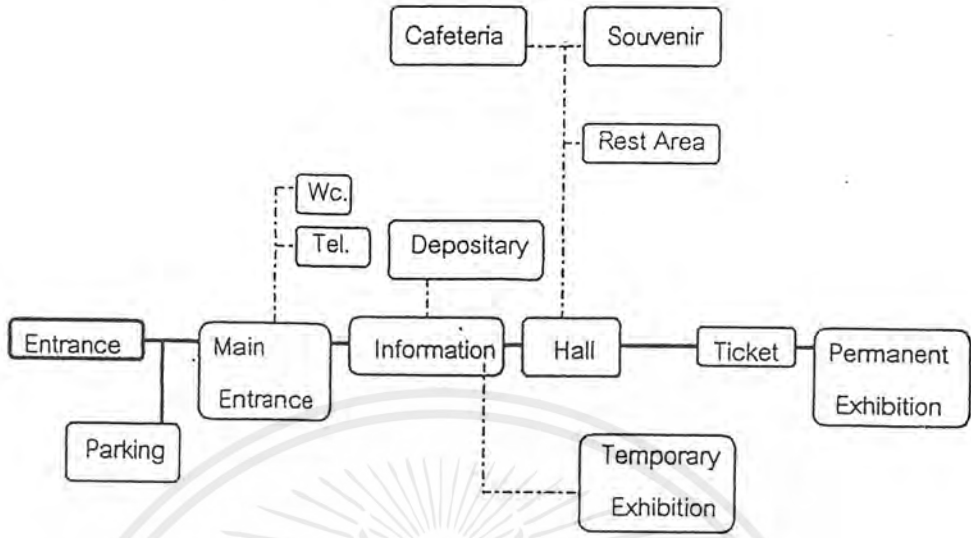 Cafeteria
Souvenir
Rest Area
Wc.
Tel.
Depositary
Entrance
Main
Entrance
Information
Hall
Ticket
Permanent
Exhibition
Parking
Temporary
Exhibition